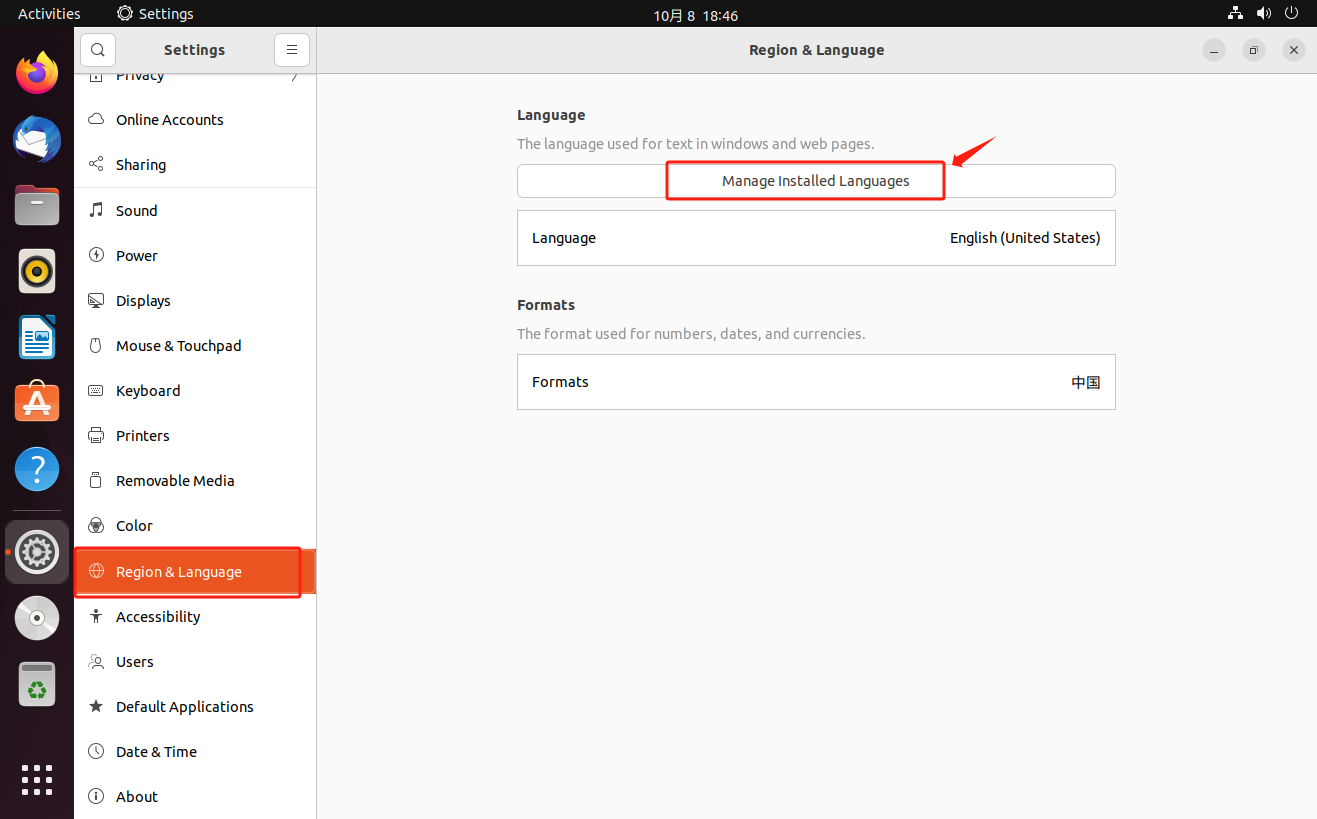 Activities
Settings
10月 8 18:46
Settings
Region & Language
Privacy
Online Accounts
Sharing
Sound
Power
Displays
Mouse & Touchpad
Keyboard
Printers
Removable Media
Color
Region & Language
Accessibility
Users
Default Applications
Date & Time
About
Language
The language used for text in windows and web pages.
Manage Installed Languages
Language
English (United States)
Formats
The format used for numbers, dates, and currencies.
Formats
中国